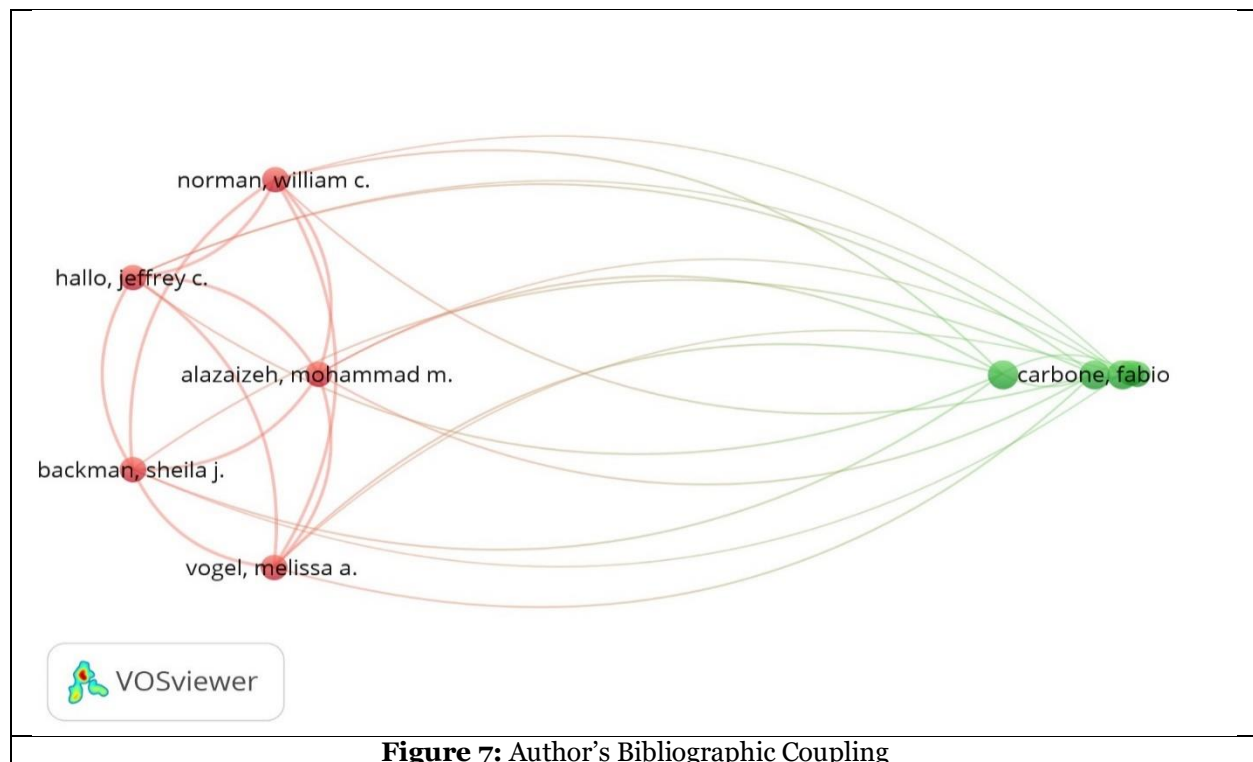 norman, william c.
hallo, jeffrey c.
alazaizeh, mohammad m.
carbone, fabio
backman, sheila j.
vogel, melissa a.
VOSviewer
Figure 7: Author’s Bibliographic Coupling